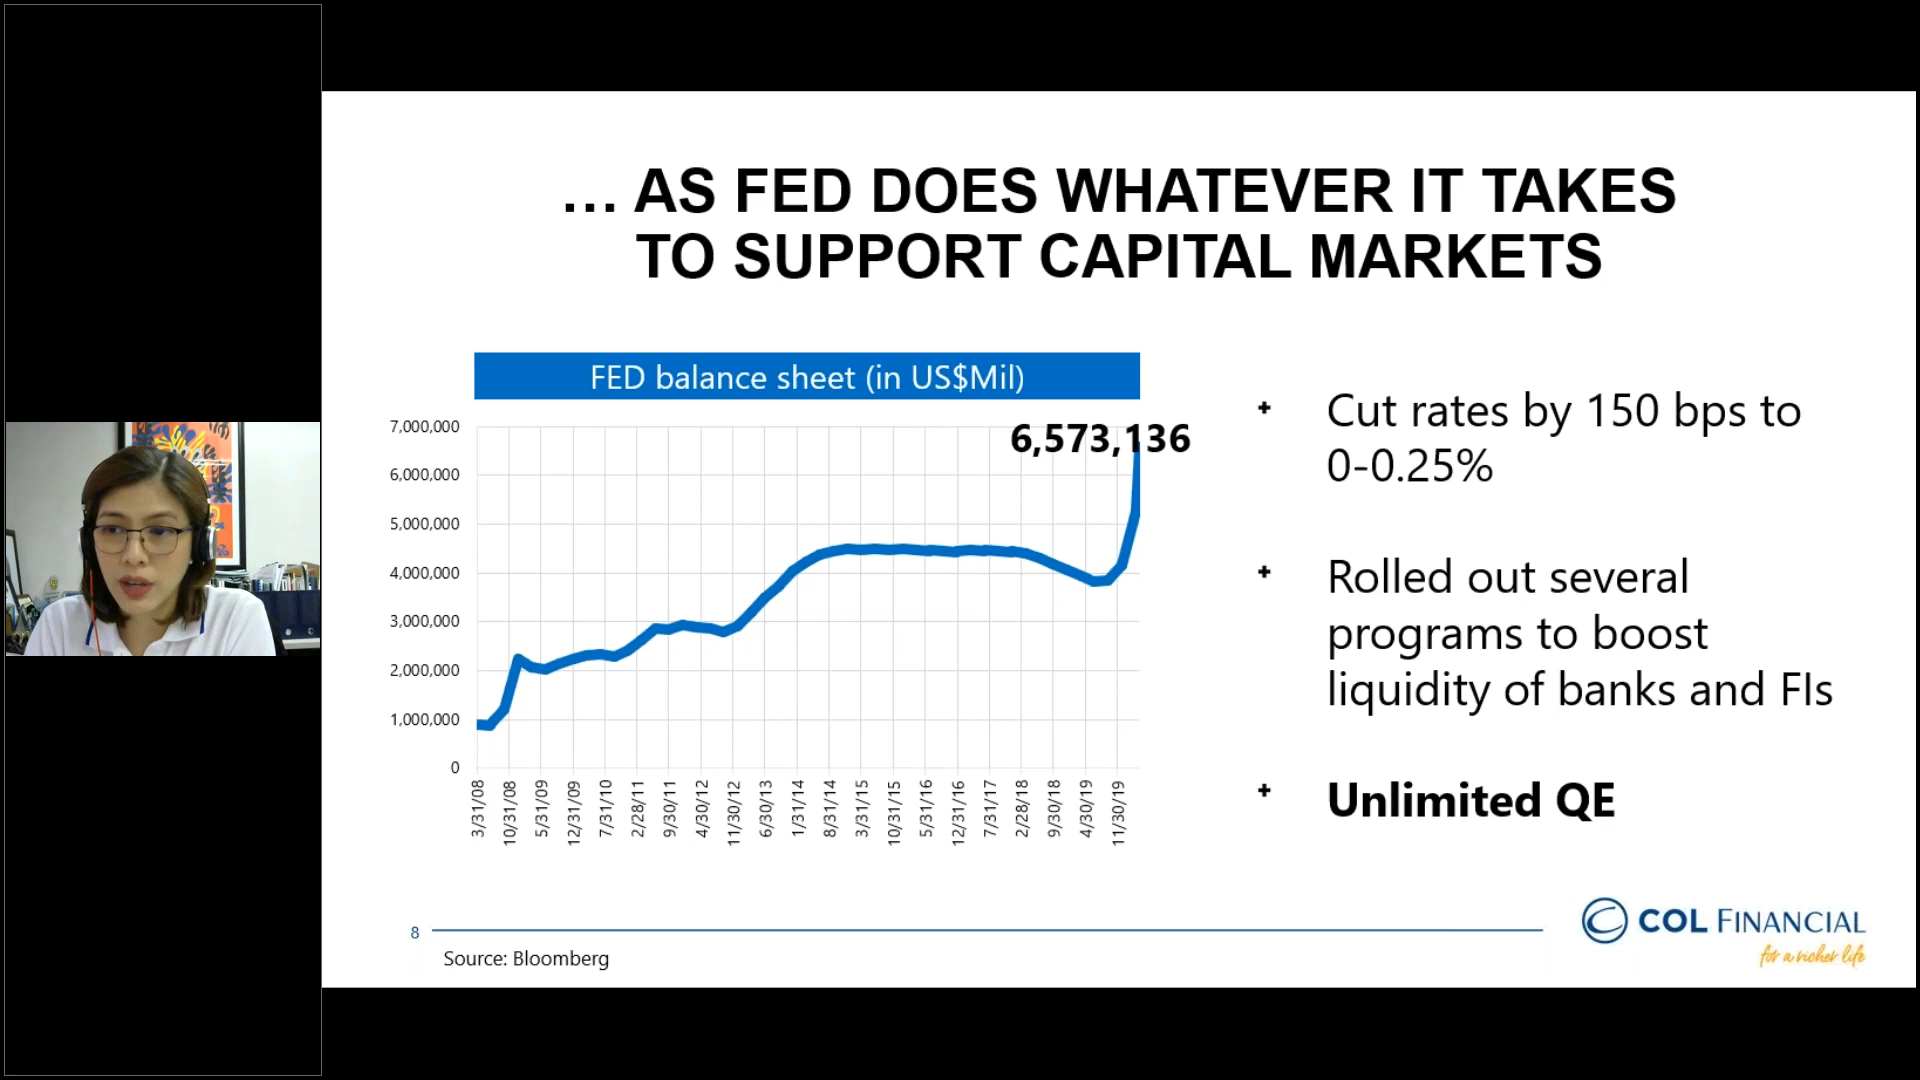 ... AS FED DOES WHATEVER IT TAKES
TO SUPPORT CAPITAL MARKETS
FED balance sheet (in US$Mil)
7,000,000
6,000,000
5,000,000
4,000,000
3,000,000
2,000,000
1,000,000
0
6,573,136
3/31/08
10/31/08
5/31/09
12/31/09
7/31/10
2/28/11
9/30/11
4/30/12
11/30/12
6/30/13
1/31/14
8/31/14
3/31/15
10/31/15
5/31/16
12/31/16
7/31/17
2/28/18
9/30/18
4/30/19
11/30/19
+ Cut rates by 150 bps to
0-0.25%
+ Rolled out several
programs to boost
liquidity of banks and FIs
+ Unlimited QE
8
Source: Bloomberg
COL FINANCIAL
for a richer life